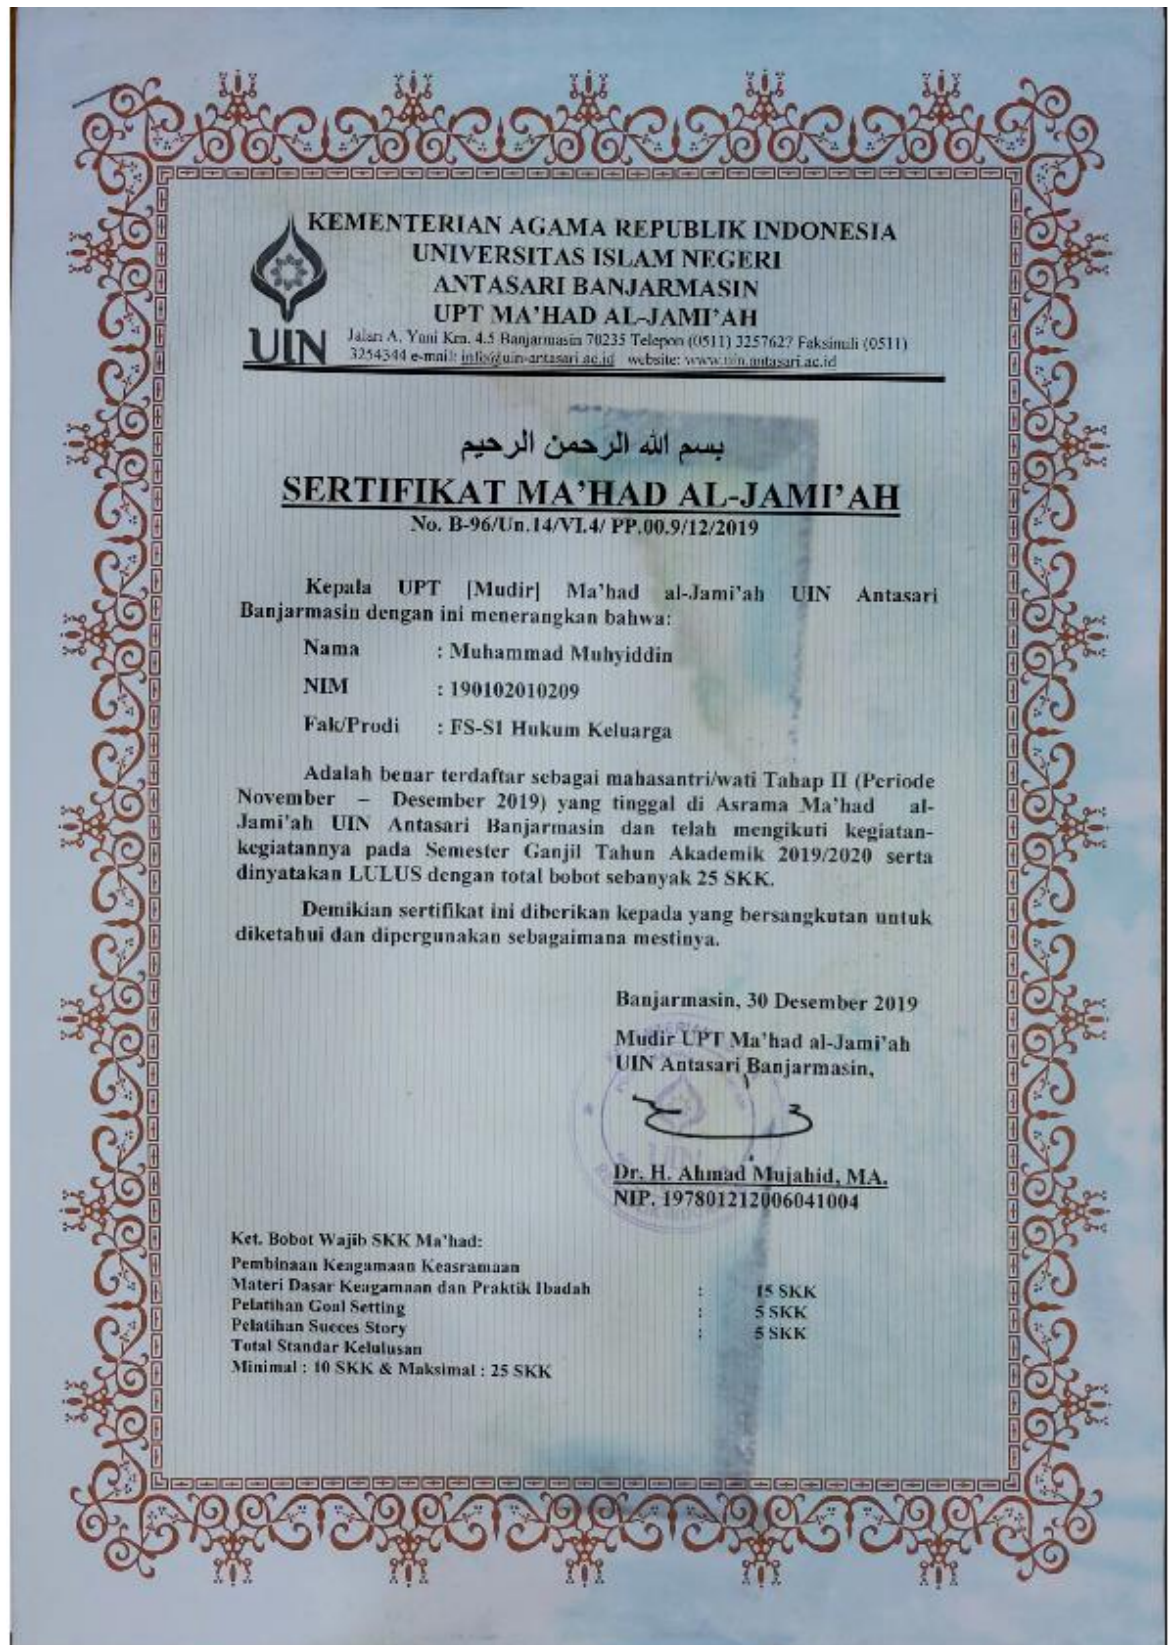 KEMENTERIAN AGAMA REPUBLIK INDONESIA
UNIVERSITAS ISLAM NEGERI
ANTASARI BANJARMASIN
UPT MA'HAD AL-JAMI'AH
UIN
Jalan A. Yani Km. 4.5 Banjarmasin 70235 Telepon (0511) 3257627 Faksimili (0511)
3254344 e-mail: info@uin-antasari.ac.id website: www.uin.antasari.ac.id
بسم الله الرحمن الرحيم
SERTIFIKAT MA'HAD AL-JAMI'AH
No. B-96/Un.14/VI.4/ PP.00.9/12/2019
Kepala UPT [Mudir] Ma'had al-Jami'ah UIN Antasari
Banjarmasin dengan ini menerangkan bahwa:
Nama : Muhammad Muhyiddin
NIM : 190102010209
Fak/Prodi : FS-S1 Hukum Keluarga
Adalah benar terdaftar sebagai mahasantri/wati Tahap II (Periode
November – Desember 2019) yang tinggal di Asrama Ma'had al-
Jami'ah UIN Antasari Banjarmasin dan telah mengikuti kegiatan-
kegiatannya pada Semester Ganjil Tahun Akademik 2019/2020 serta
dinyatakan LULUS dengan total bobot sebanyak 25 SKK.
Demikian sertifikat ini diberikan kepada yang bersangkutan untuk
diketahui dan dipergunakan sebagaimana mestinya.
Banjarmasin, 30 Desember 2019
Mudir UPT Ma'had al-Jami'ah
UIN Antasari Banjarmasin,
Dr. H. Ahmad Mujahid, MA.
NIP. 197801212006041004
Ket. Bobot Wajib SKK Ma'had:
Pembinaan Keagamaan Keasramaan
Materi Dasar Keagamaan dan Praktik Ibadah : 15 SKK
Pelatihan Goal Setting : 5 SKK
Pelatihan Succes Story : 5 SKK
Total Standar Kelulusan
Minimal : 10 SKK & Maksimal : 25 SKK